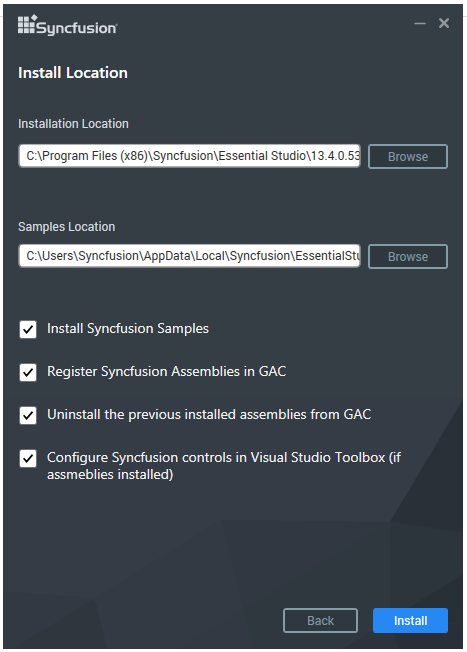 Syncfusion
Install Location
Installation Location
C:\Program Files (x86)\Syncfusion\Essential Studio\13.4.0.53
Browse
Samples Location
C:\Users\Syncfusion\AppData\Local\Syncfusion\EssentialStu
Browse
Install Syncfusion Samples
Register Syncfusion Assemblies in GAC
Uninstall the previous installed assemblies from GAC
Configure Syncfusion controls in Visual Studio Toolbox (if
assmeblies installed)
Back
Install